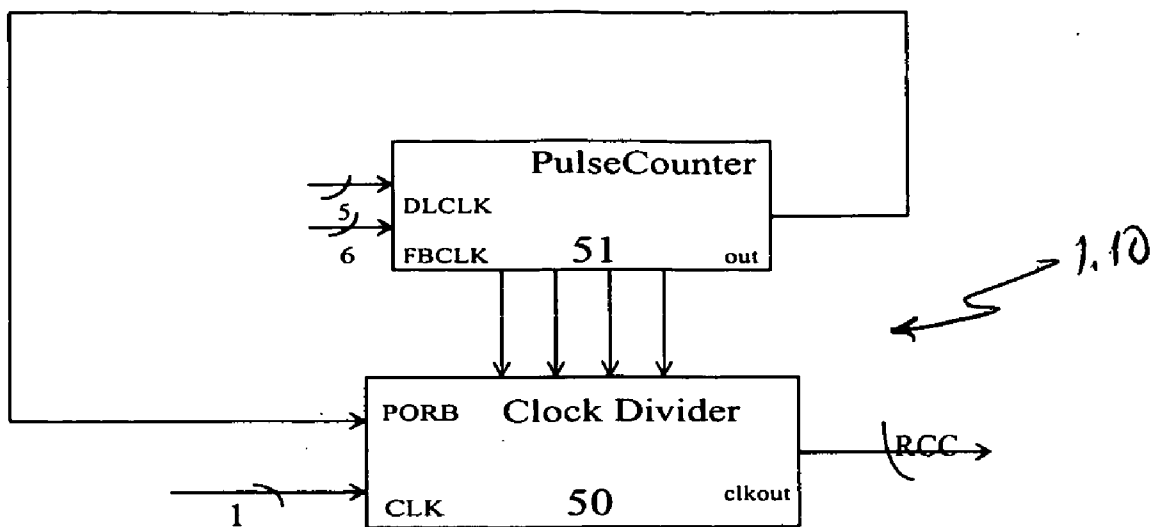 PulseCounter
5
DLCLK
6
FBCLK
51
out
1.10
PORB
Clock Divider
RCC
1
CLK
50
clkout